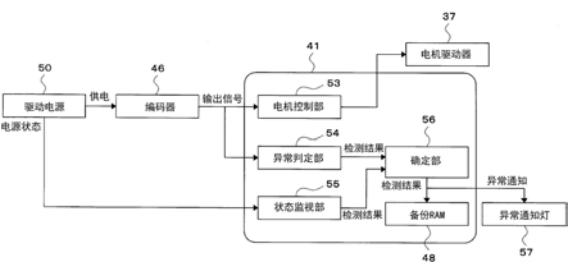 37
41
电机驱动器
50
46
53
驱动电源
供电
编码器
输出信号
电机控制部
电源状态
54
56
异常判定部
检测结果
确定部
55
检测结果
异常通知
状态监视部
检测结果
备份RAM
异常通知灯
48
57